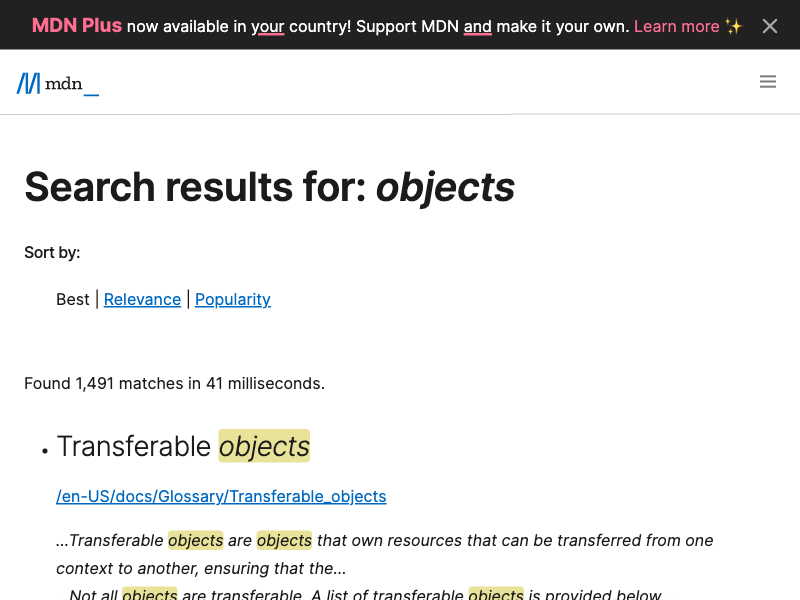 MDN Plus now available in your country! Support MDN and make it your own. Learn more ✨
mdn_
Search results for: objects
Sort by:
Best | Relevance | Popularity
Found 1,491 matches in 41 milliseconds.
• Transferable objects
/en-US/docs/Glossary/Transferable_objects
…Transferable objects are objects that own resources that can be transferred from one
context to another, ensuring that the…
…Not all objects are transferable. A list of transferable objects is provided below